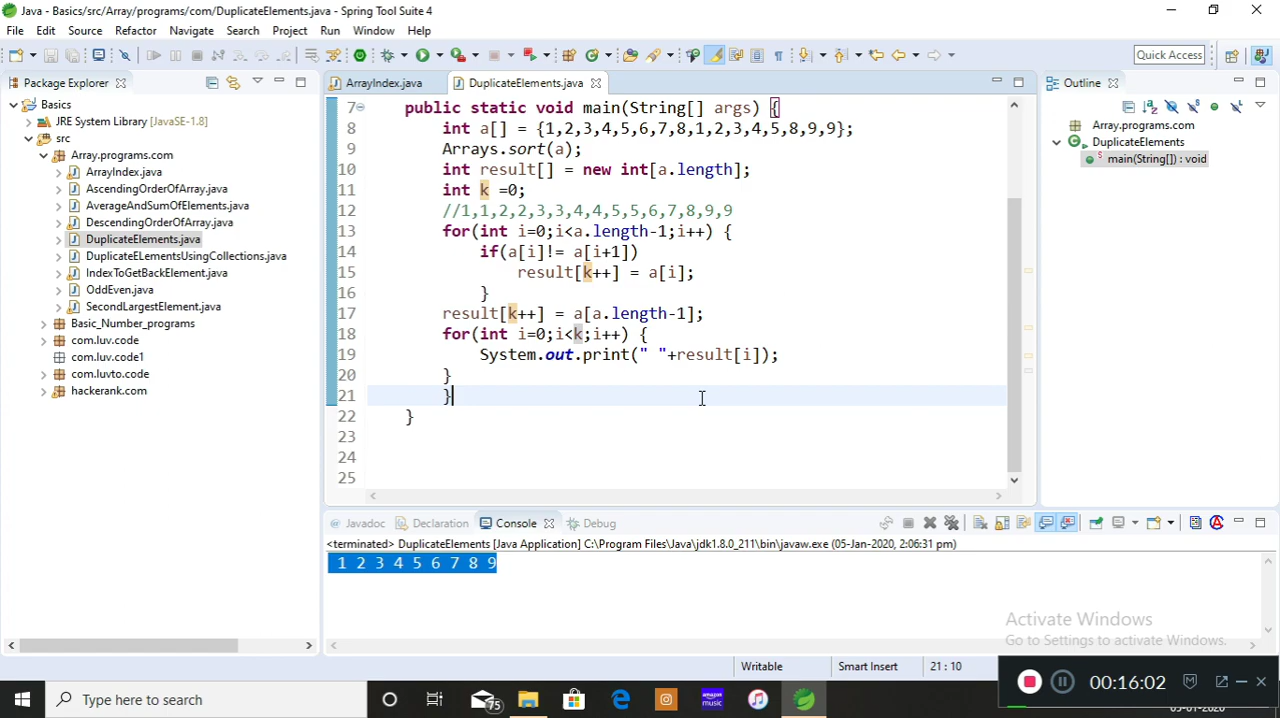 Java - Basics/src/Array/programs/com/DuplicateElements.java - Spring Tool Suite 4
File Edit Source Refactor Navigate Search Project Run Window Help
Quick Access
Package Explorer
Basics
JRE System Library [JavaSE-1.8]
src
Array.programs.com
ArrayIndex.java
AscendingOrderOfArray.java
AverageAndSumOfElements.java
DescendingOrderOfArray.java
DuplicateElements.java
DuplicateELementsUsingCollections.java
IndexToGetBackElement.java
OddEven.java
SecondLargestElement.java
Basic_Number_programs
com.luv.code
com.luv.code1
com.luvto.code
hackerank.com
ArrayIndex.java DuplicateElements.java
7 public static void main(String[] args) {
8 int a[] = {1,2,3,4,5,6,7,8,1,2,3,4,5,8,9,9};
9 Arrays.sort(a);
10 int result[] = new int[a.length];
11 int k =0;
12 //1,1,2,2,3,3,4,4,5,5,6,7,8,9,9
13 for(int i=0;i<a.length-1;i++) {
14 if(a[i]!= a[i+1])
15 result[k++] = a[i];
16 }
17 result[k++] = a[a.length-1];
18 for(int i=0;i<k;i++) {
19 System.out.print(" "+result[i]);
20 }
21 }
22 }
23
24
25
Outline
Array.programs.com
DuplicateElements
main(String[]) : void
Javadoc Declaration Console Debug
<terminated> DuplicateElements [Java Application] C:\Program Files\Java\jdk1.8.0_211\bin\javaw.exe (05-Jan-2020, 2:06:31 pm)
1 2 3 4 5 6 7 8 9
Activate Windows
Go to Settings to activate Windows.
Writable Smart Insert 21 : 10
00:16:02
Type here to search
75
05-01-2020